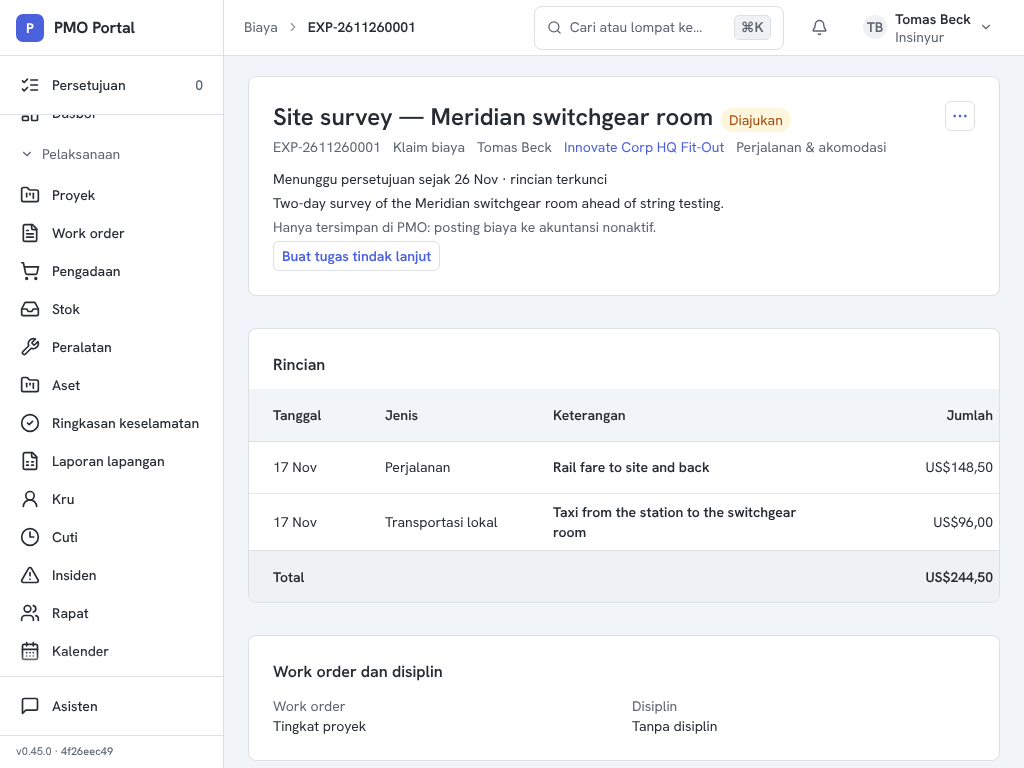 P PMO Portal
Biaya > EXP-2611260001
Cari atau lompat ke...
⌘K
TB
Tomas Beck
Insinyur
Persetujuan 0
Dasbor
Pelaksanaan
Proyek
Work order
Pengadaan
Stok
Peralatan
Aset
Ringkasan keselamatan
Laporan lapangan
Kru
Cuti
Insiden
Rapat
Kalender
Asisten
v0.45.0 · 4f26eec49
Site survey — Meridian switchgear room Diajukan
EXP-2611260001 Klaim biaya Tomas Beck Innovate Corp HQ Fit-Out Perjalanan & akomodasi
Menunggu persetujuan sejak 26 Nov · rincian terkunci
Two-day survey of the Meridian switchgear room ahead of string testing.
Hanya tersimpan di PMO: posting biaya ke akuntansi nonaktif.
Buat tugas tindak lanjut
Rincian
Tanggal Jenis Keterangan Jumlah
17 Nov Perjalanan Rail fare to site and back US$148,50
17 Nov Transportasi lokal Taxi from the station to the switchgear
room US$96,00
Total US$244,50
Work order dan disiplin
Work order Disiplin
Tingkat proyek Tanpa disiplin